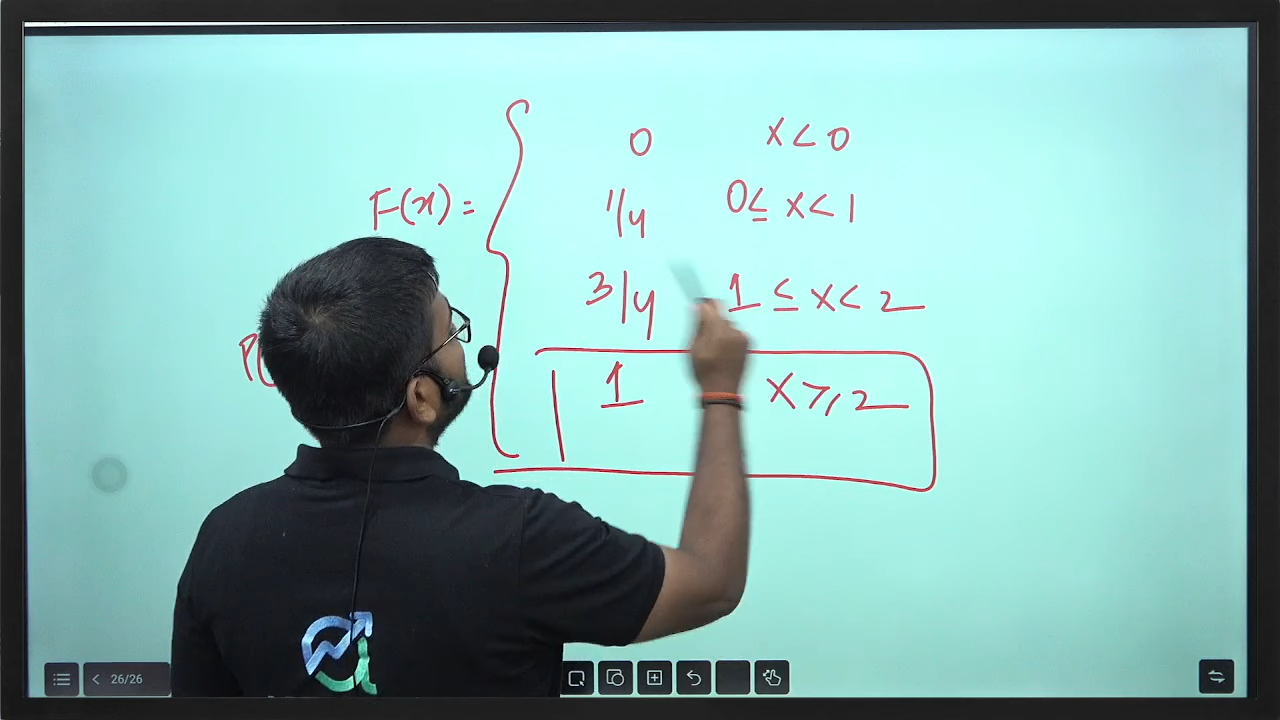 0 x < 0
F(x) = 1/4 0 ≤ x < 1
3/4 1 ≤ x < 2
P(
1 x ≥ 2
26/26